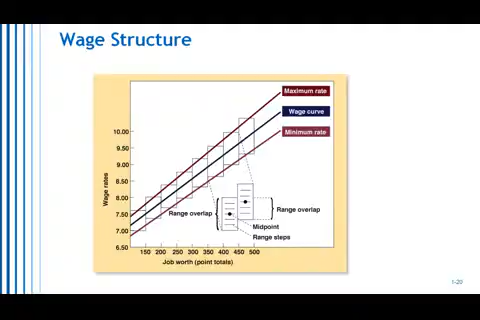 Wage Structure
Maximum rate
Wage curve
Minimum rate
10.00
9.50
9.00
8.50
8.00
7.50
7.00
6.50
Wage rates
Range overlap
Range overlap
Midpoint
Range steps
150 200 250 300 350 400 450 500
Job worth (point totals)
1-20